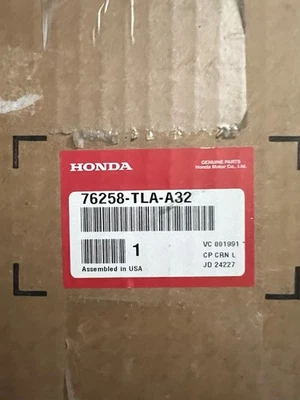 HONDA
GENUINE PARTS
Honda Motor Co., Ltd.
76258-TLA-A32
1
VC 001991
Assembled in USA
CP CRN L
JD 24227